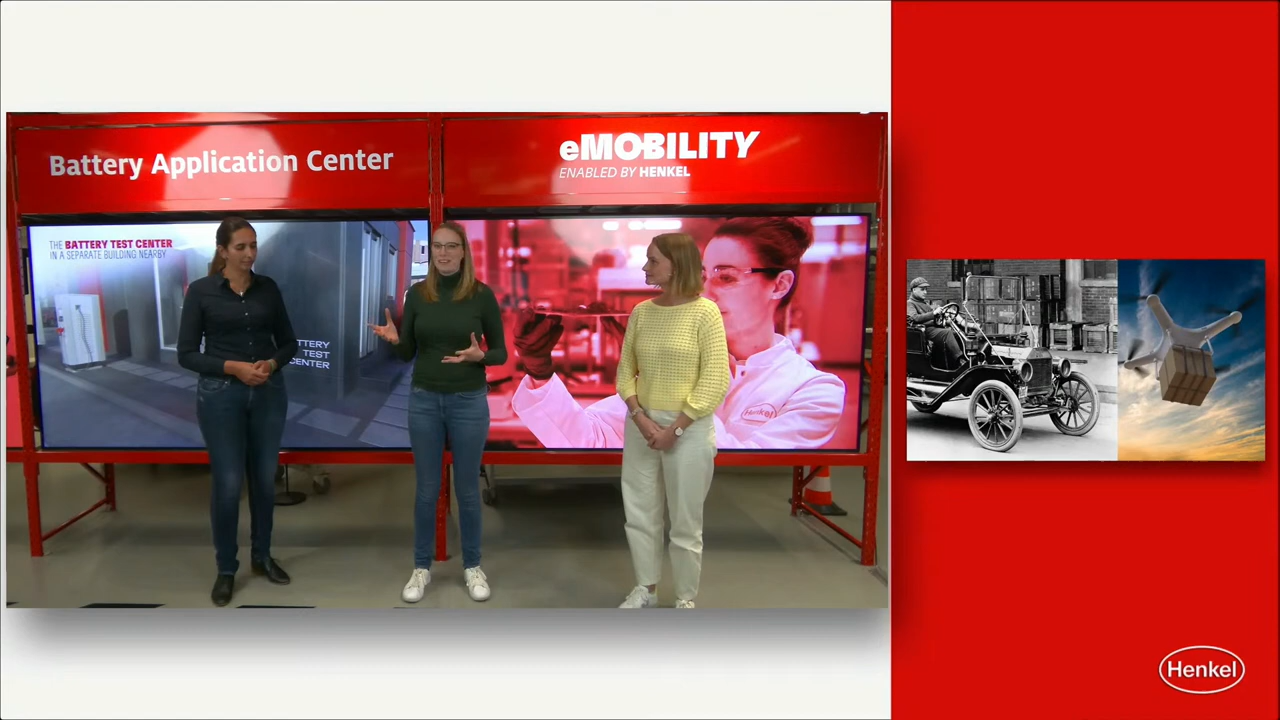 Battery Application Center
eMOBILITY
ENABLED BY HENKEL
THE BATTERY TEST CENTER
IN A SEPARATE BUILDING NEARBY
TTERY
TEST
CENTER
Henkel
Henkel